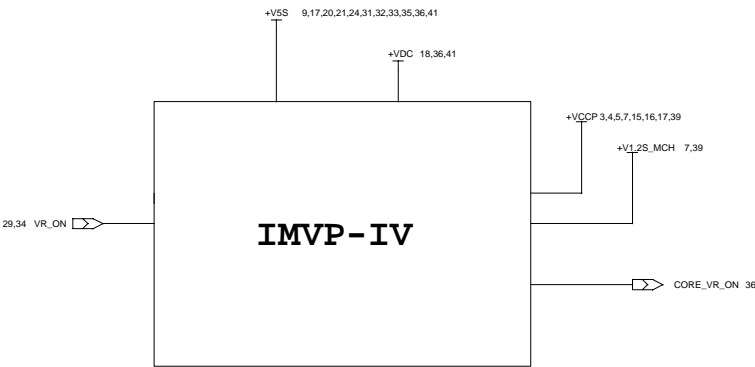 +V5S 9,17,20,21,24,31,32,33,35,36,41
+VDC 18,36,41
+VCCP 3,4,5,7,15,16,17,39
+V1.2S_MCH 7,39
29,34 VR_ON
IMVP-IV
CORE_VR_ON 36